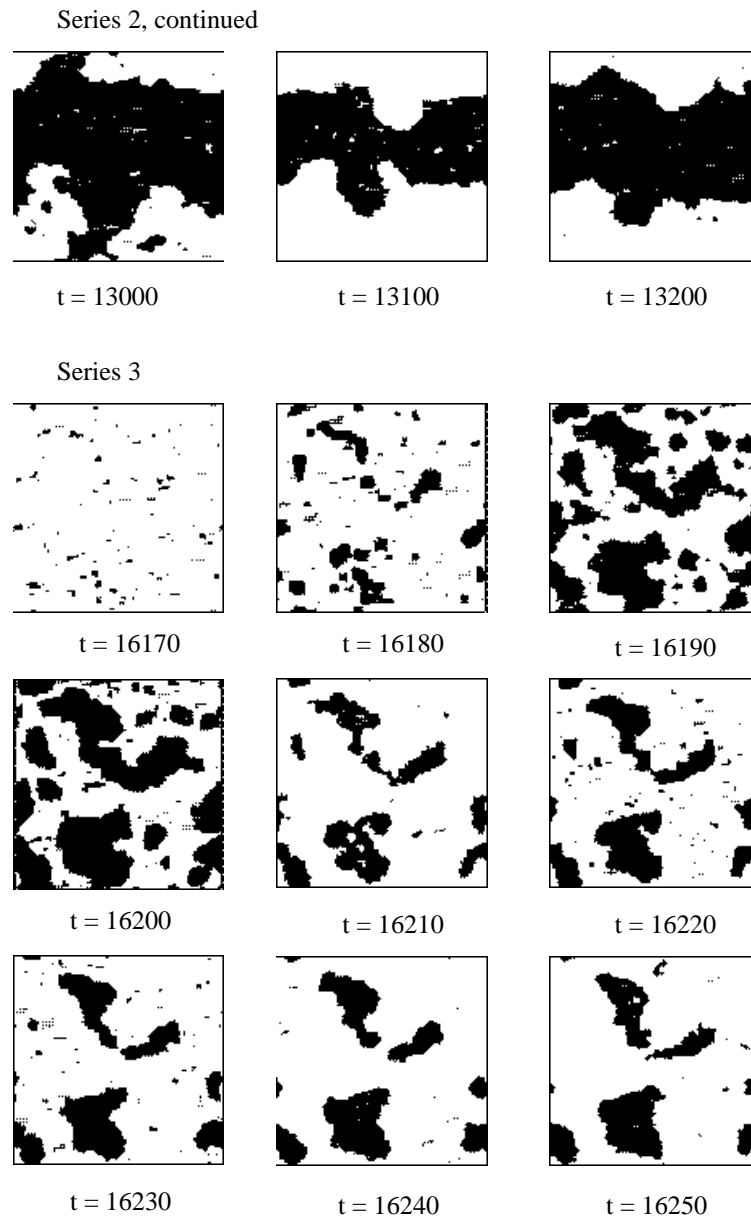 Series 2, continued
t = 13000 t = 13100 t = 13200
Series 3
t = 16170 t = 16180 t = 16190
t = 16200 t = 16210 t = 16220
t = 16230 t = 16240 t = 16250